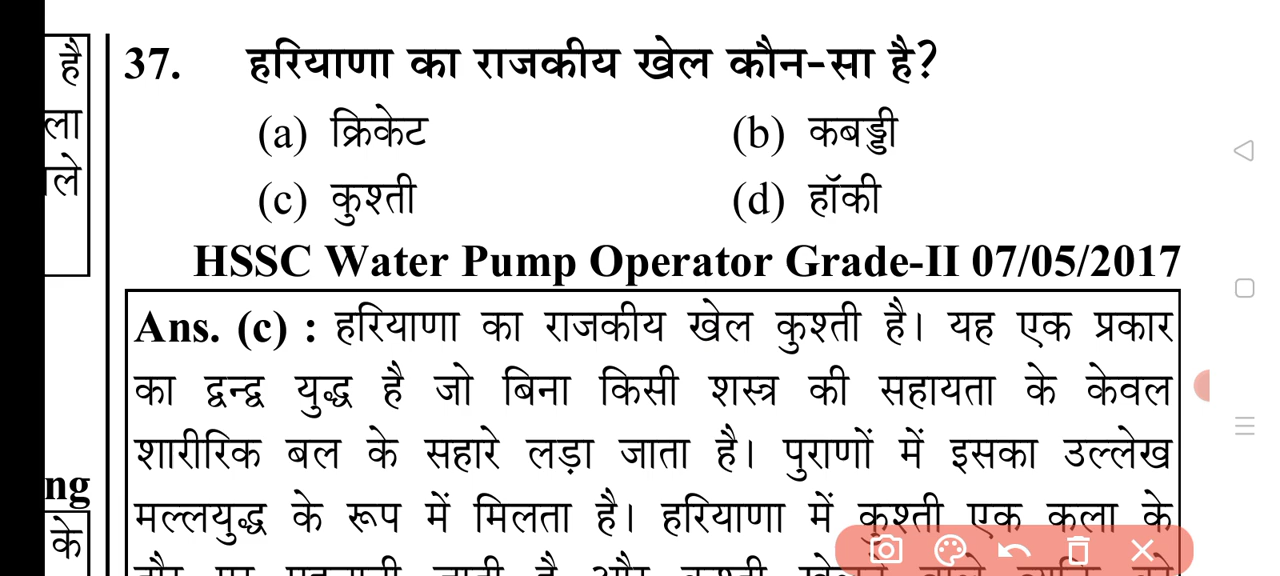 है
ला
ले
ng
के
37. हरियाणा का राजकीय खेल कौन-सा है?
(a) क्रिकेट (b) कबड्डी
(c) कुश्ती (d) हॉकी
HSSC Water Pump Operator Grade-II 07/05/2017
Ans. (c) : हरियाणा का राजकीय खेल कुश्ती है। यह एक प्रकार
का द्वन्द्व युद्ध है जो बिना किसी शस्त्र की सहायता के केवल
शारीरिक बल के सहारे लड़ा जाता है। पुराणों में इसका उल्लेख
मल्लयुद्ध के रूप में मिलता है। हरियाणा में कुश्ती एक कला के